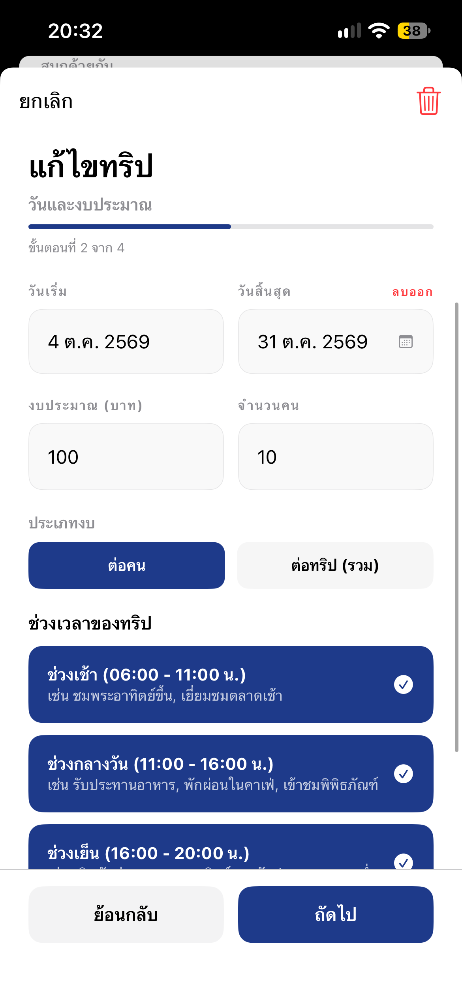 20:32
38
สนุกด้วยกัน
ยกเลิก
แก้ไขทริป
วันและงบประมาณ
ขั้นตอนที่ 2 จาก 4
วันเริ่ม
วันสิ้นสุด
ลบออก
4 ต.ค. 2569
31 ต.ค. 2569
งบประมาณ (บาท)
จำนวนคน
100
10
ประเภทงบ
ต่อคน
ต่อทริป (รวม)
ช่วงเวลาของทริป
ช่วงเช้า (06:00 - 11:00 น.)
เช่น ชมพระอาทิตย์ขึ้น, เยี่ยมชมตลาดเช้า
ช่วงกลางวัน (11:00 - 16:00 น.)
เช่น รับประทานอาหาร, พักผ่อนในคาเฟ่, เข้าชมพิพิธภัณฑ์
ช่วงเย็น (16:00 - 20:00 น.)
ย้อนกลับ
ถัดไป